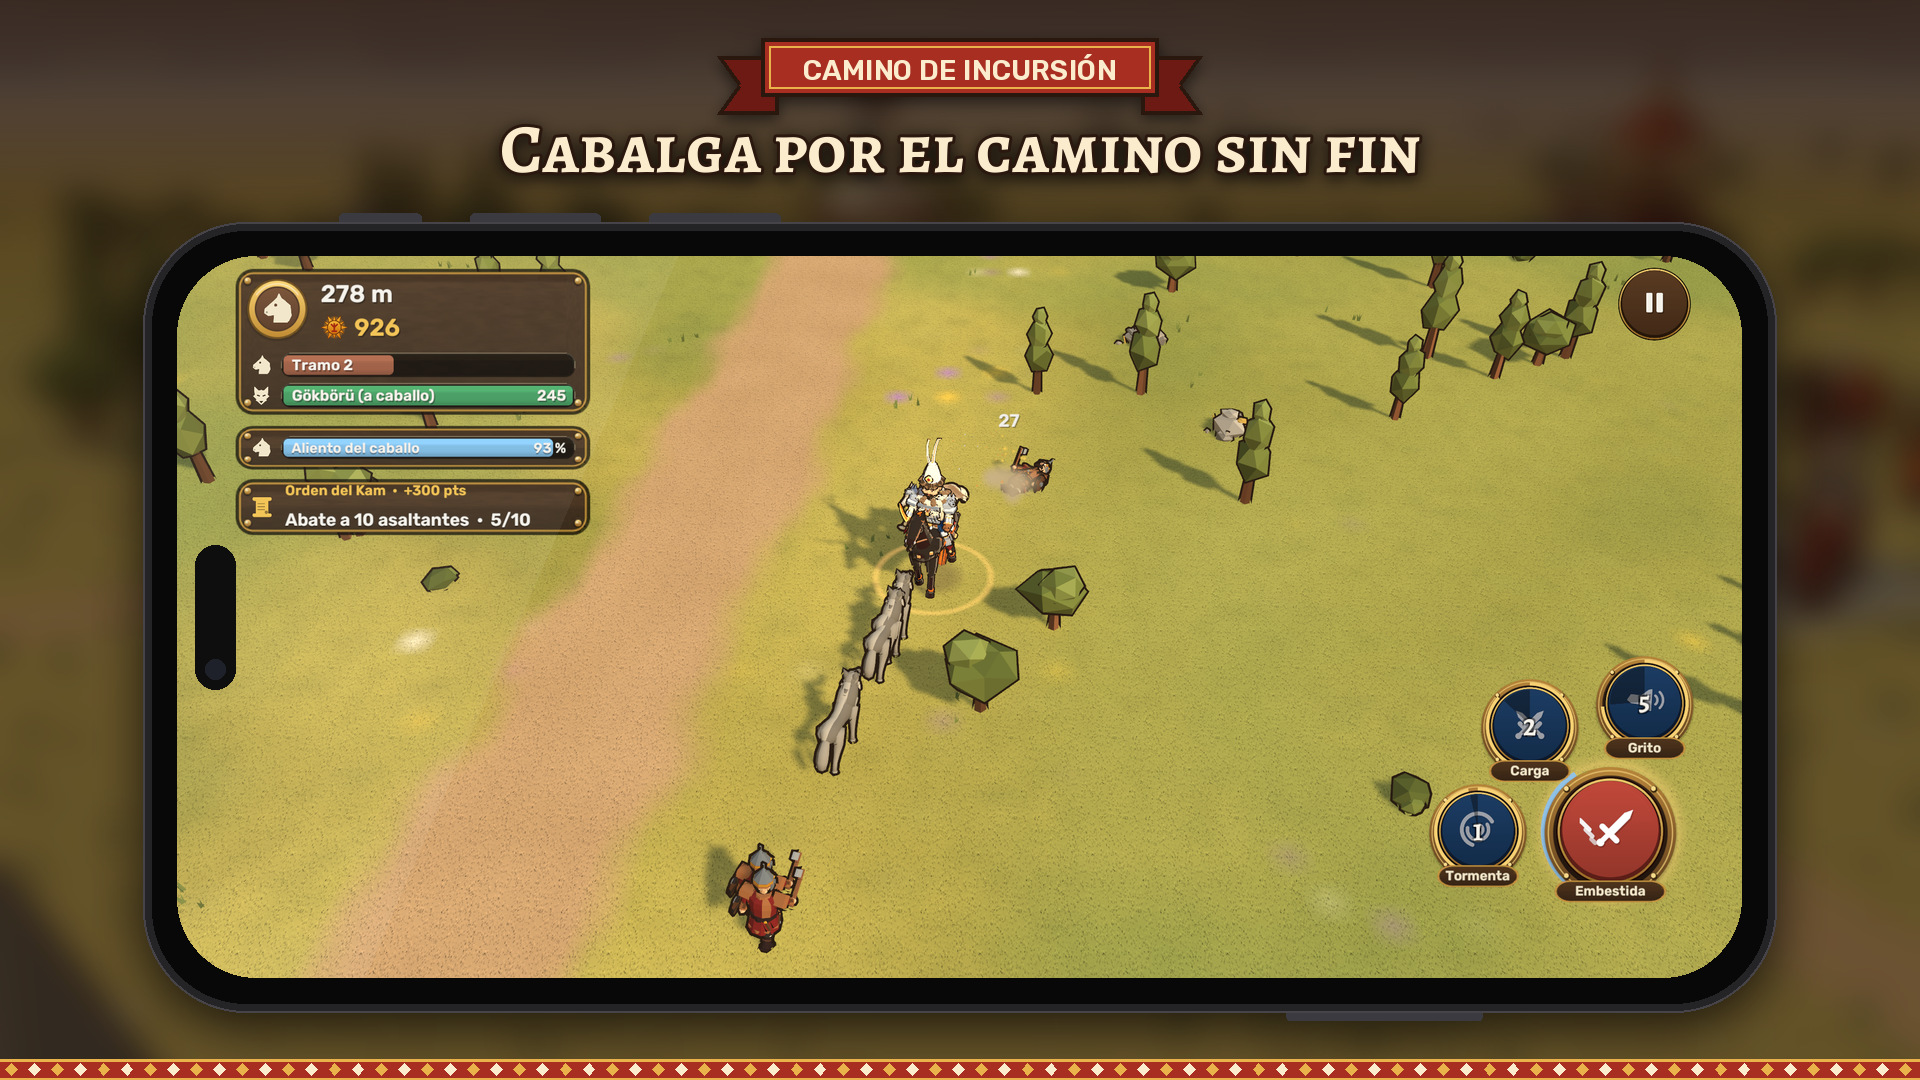 CAMINO DE INCURSIÓN
CABALGA POR EL CAMINO SIN FIN
278 m
926
Tramo 2
Gökbörü (a caballo) 245
Aliento del caballo 93%
Orden del Kam • +300 pts
Abate a 10 asaltantes • 5/10
27
5
Grito
2
Carga
1
Tormenta
Embestida